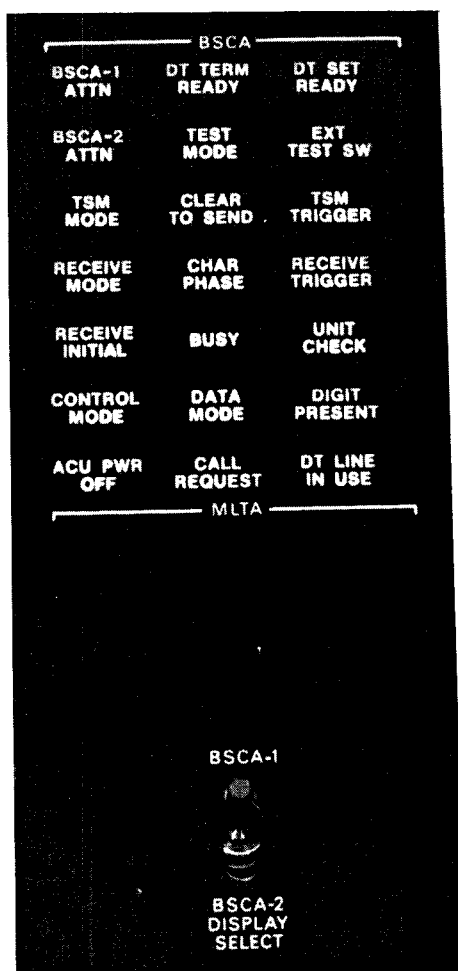 BSCA
BSCA-1 ATTN
DT TERM READY
DT SET READY
BSCA-2 ATTN
TEST MODE
EXT TEST SW
TSM MODE
CLEAR TO SEND
TSM TRIGGER
RECEIVE MODE
CHAR PHASE
RECEIVE TRIGGER
RECEIVE INITIAL
BUSY
UNIT CHECK
CONTROL MODE
DATA MODE
DIGIT PRESENT
ACU PWR OFF
CALL REQUEST
DT LINE IN USE
MLTA
BSCA-1
BSCA-2
DISPLAY
SELECT